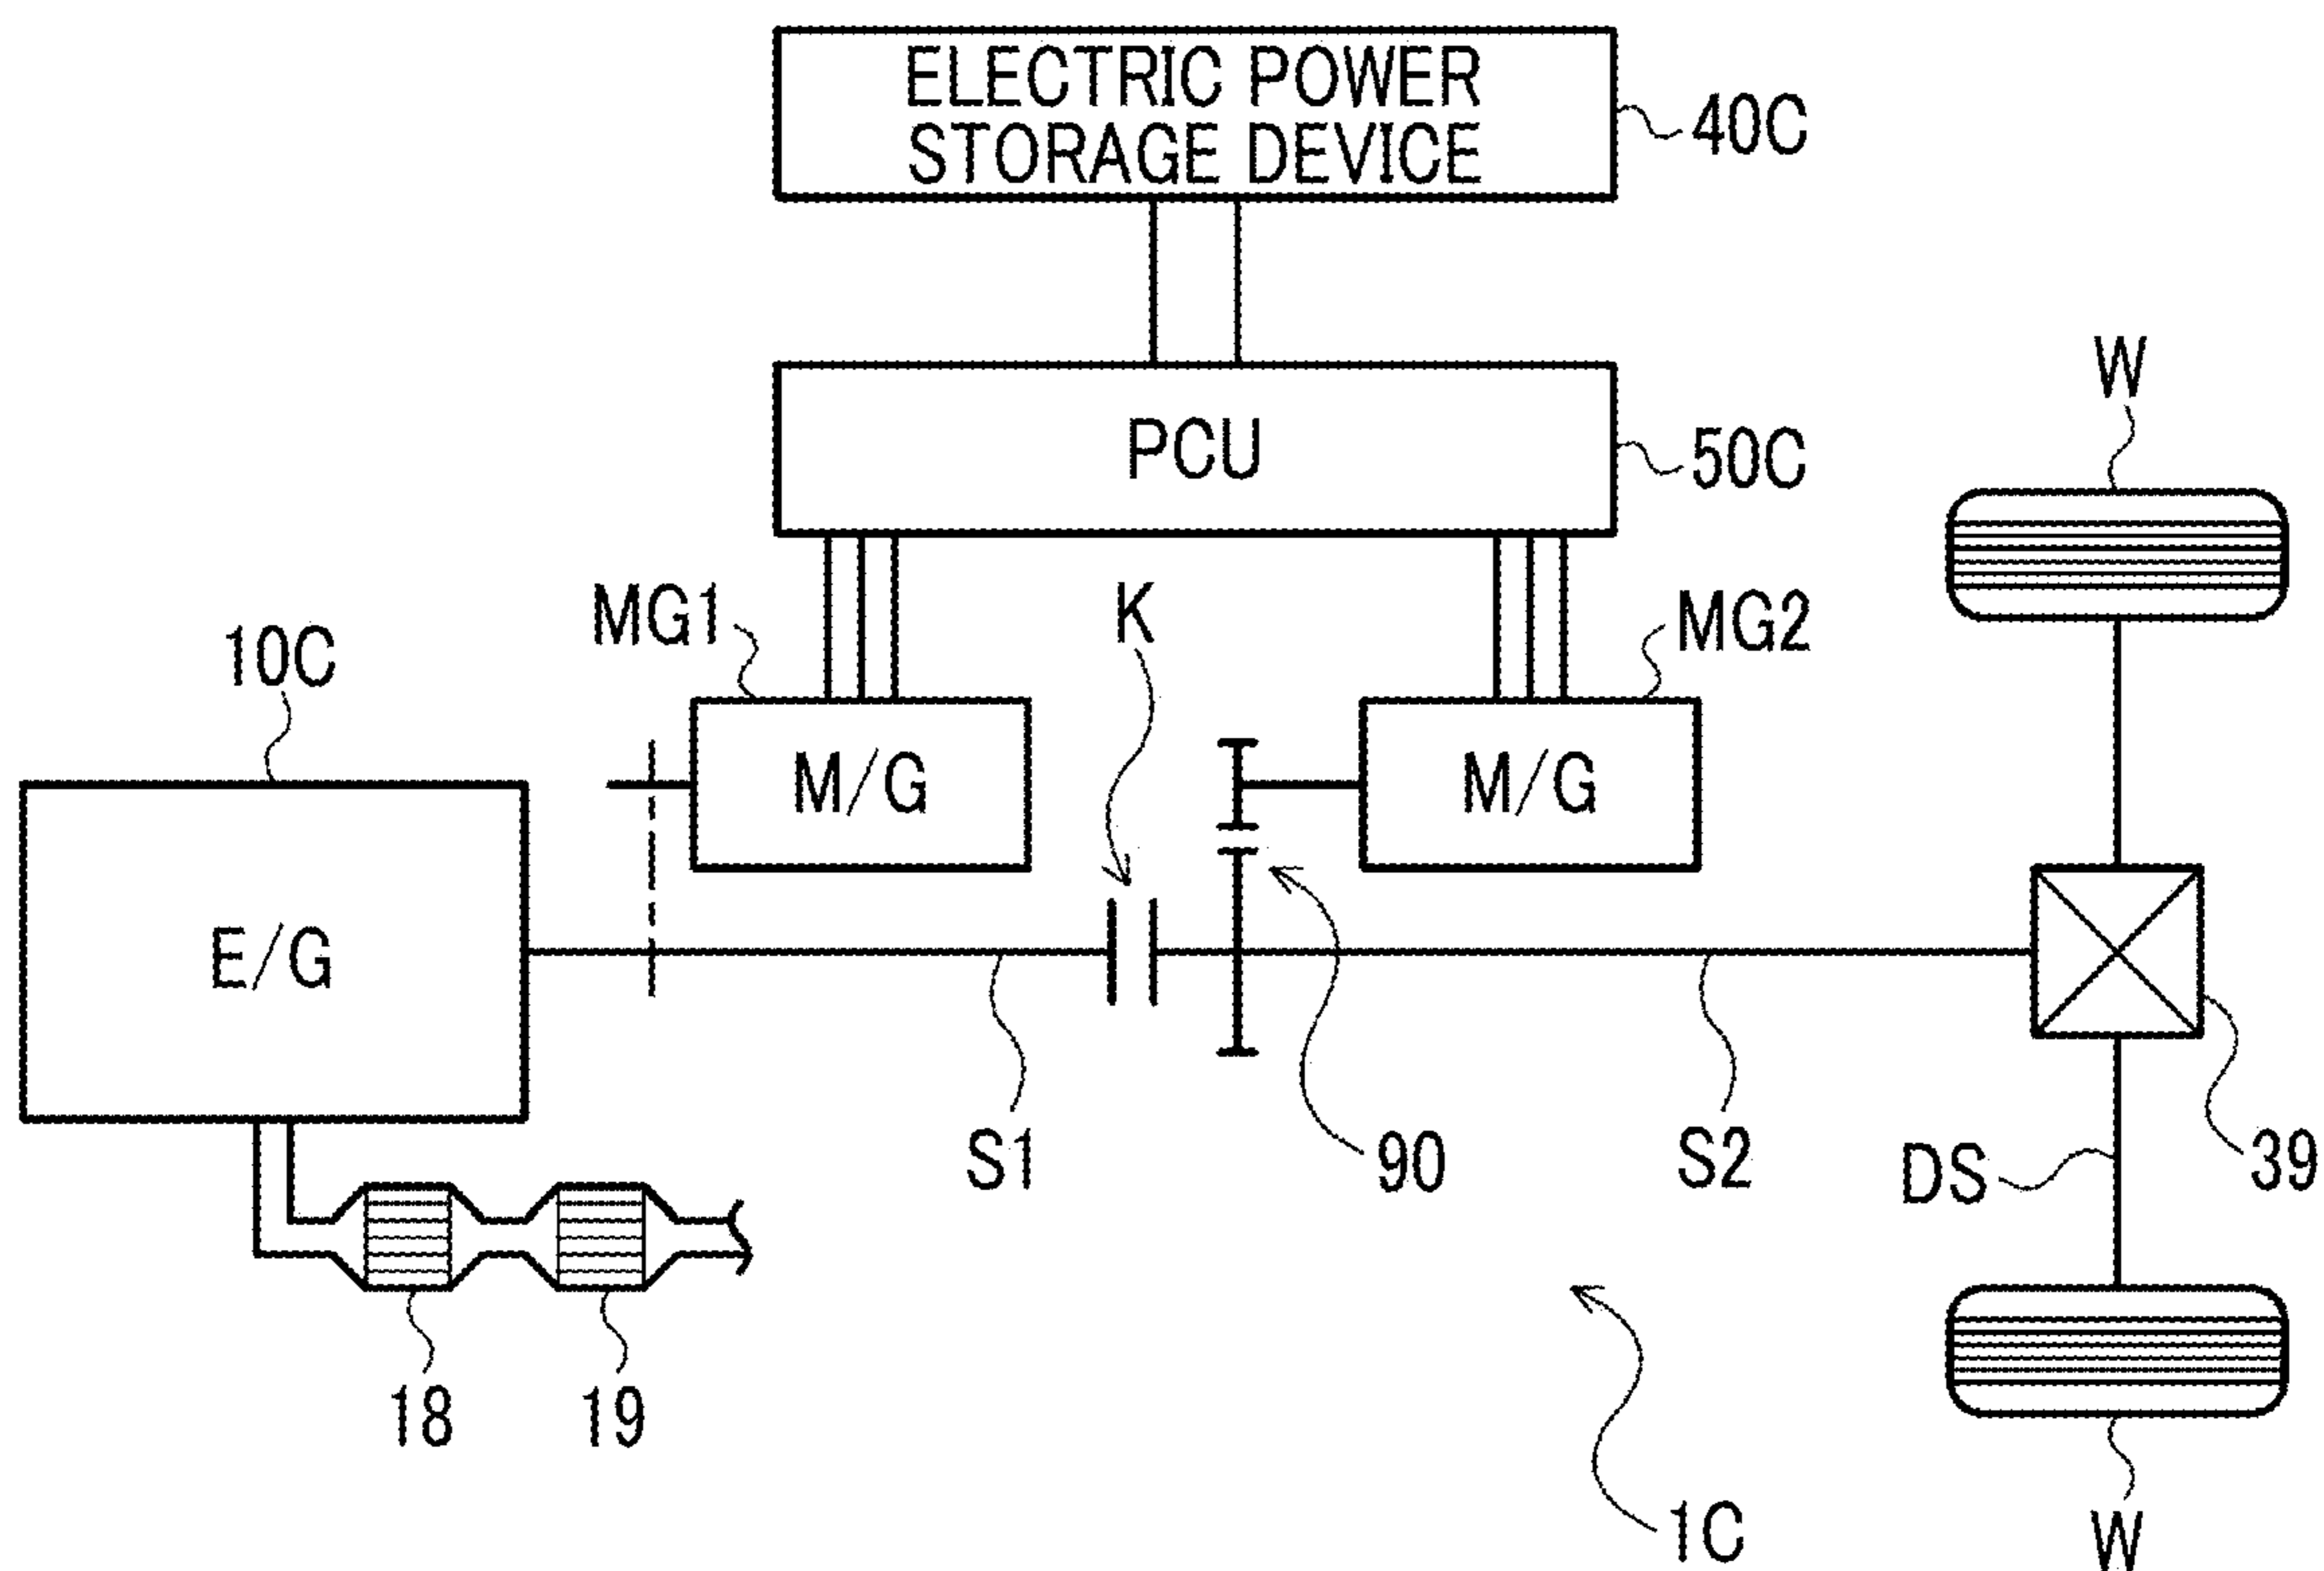 ELECTRIC POWER
STORAGE DEVICE
40C
PCU
50C
W
MG1
K
MG2
10C
M/G
M/G
E/G
S1
90
S2
DS
39
18
19
1C
W